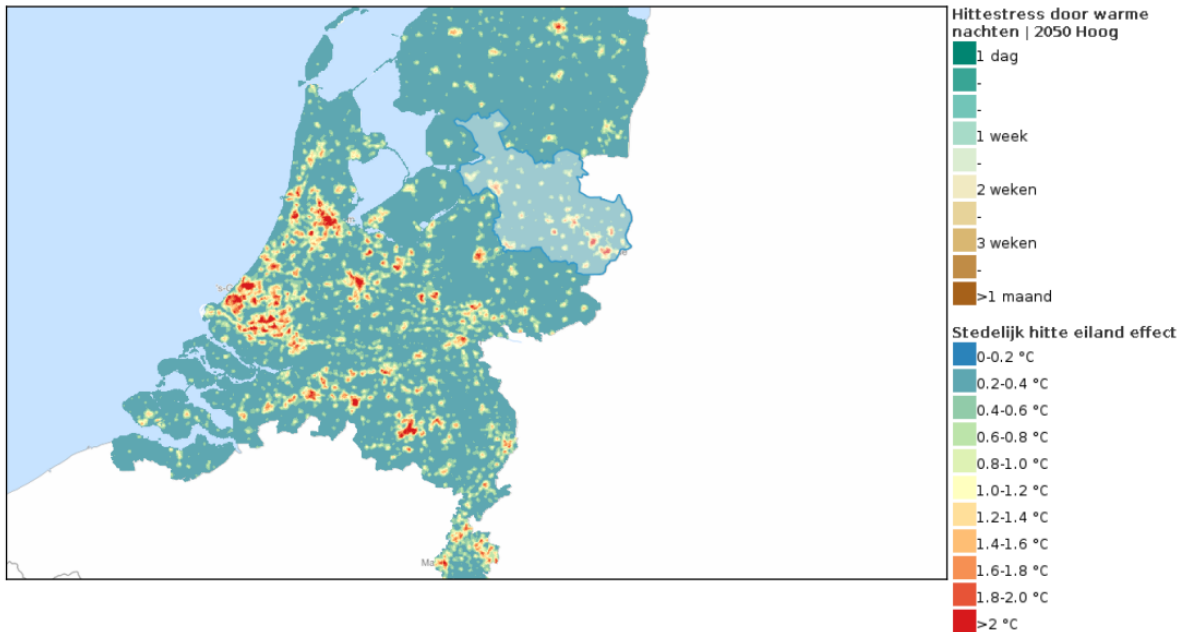 Hittestress door warme
nachten | 2050 Hoog
1 dag
-
-
1 week
-
2 weken
-
3 weken
-
>1 maand
Stedelijk hitte eiland effect
0-0.2 °C
0.2-0.4 °C
0.4-0.6 °C
0.6-0.8 °C
0.8-1.0 °C
1.0-1.2 °C
1.2-1.4 °C
1.4-1.6 °C
1.6-1.8 °C
1.8-2.0 °C
>2 °C
's-G
Ma